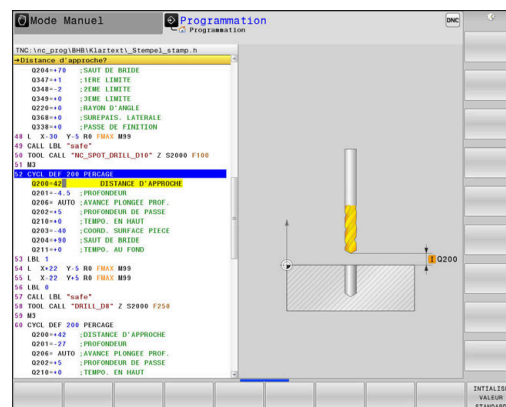 Mode Manuel
Programmation
Programmation
DNC
TNC:\nc_prog\BHB\Klartext\_Stempel_stamp.h
→Distance d'approche?
Q204=+70 ;SAUT DE BRIDE
Q347=+1 ;1ERE LIMITE
Q348=-2 ;2EME LIMITE
Q349=+0 ;3EME LIMITE
Q220=+0 ;RAYON D'ANGLE
Q368=+0 ;SUREPAIS. LATERALE
Q338=+0 ;PASSE DE FINITION
48 L X-30 Y-5 R0 FMAX M99
49 CALL LBL "safe"
50 TOOL CALL "NC_SPOT_DRILL_D10" Z S2000 F100
51 M3
52 CYCL DEF 200 PERCAGE
Q200=42 DISTANCE D'APPROCHE
Q201=-4.5 ;PROFONDEUR
Q206= AUTO ;AVANCE PLONGEE PROF.
Q202=+5 ;PROFONDEUR DE PASSE
Q210=+0 ;TEMPO. EN HAUT
Q203=-40 ;COORD. SURFACE PIECE
Q204=+90 ;SAUT DE BRIDE
Q211=+0 ;TEMPO. AU FOND
53 LBL 1
54 L X+22 Y-5 R0 FMAX M99
55 L X-22 Y+5 R0 FMAX M99
56 LBL 0
57 CALL LBL "safe"
58 TOOL CALL "DRILL_D8" Z S2000 F250
59 M3
60 CYCL DEF 200 PERCAGE
Q200=+42 ;DISTANCE D'APPROCHE
Q201=-27 ;PROFONDEUR
Q206= AUTO ;AVANCE PLONGEE PROF.
Q202=+5 ;PROFONDEUR DE PASSE
Q210=+0 ;TEMPO. EN HAUT
I Q200
INTIALISE
VALEUR
STANDARD